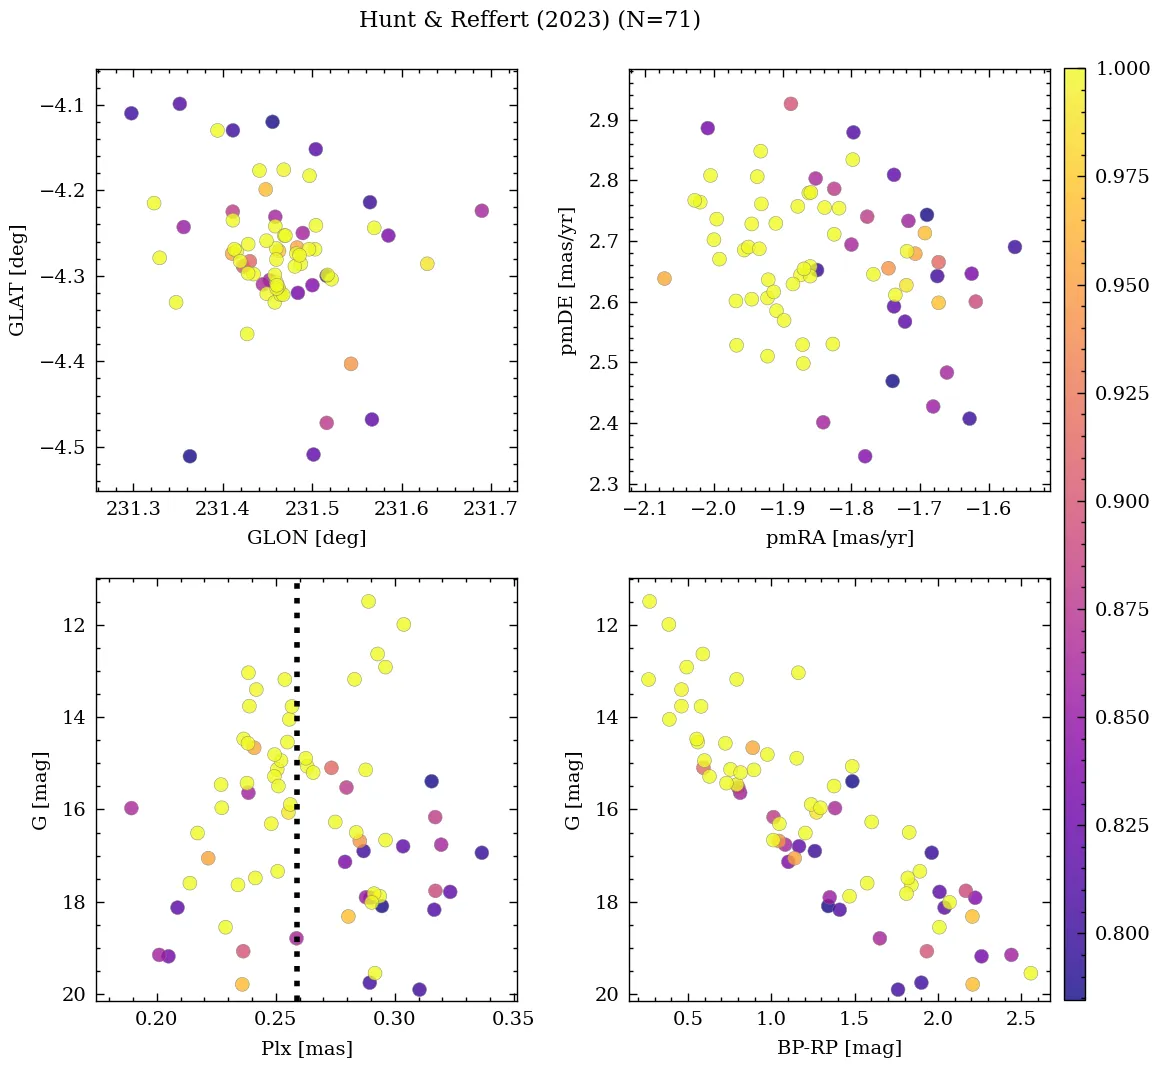 Hunt & Reffert (2023) (N=71)
−4.1
−4.2
−4.3
−4.4
−4.5
GLAT [deg]
231.3 231.4 231.5 231.6 231.7
GLON [deg]
2.9
2.8
2.7
2.6
2.5
2.4
2.3
pmDE [mas/yr]
−2.1 −2.0 −1.9 −1.8 −1.7 −1.6
pmRA [mas/yr]
1.000
0.975
0.950
0.925
0.900
0.875
0.850
0.825
0.800
12
14
16
18
20
G [mag]
0.20 0.25 0.30 0.35
Plx [mas]
12
14
16
18
20
G [mag]
0.5 1.0 1.5 2.0 2.5
BP-RP [mag]